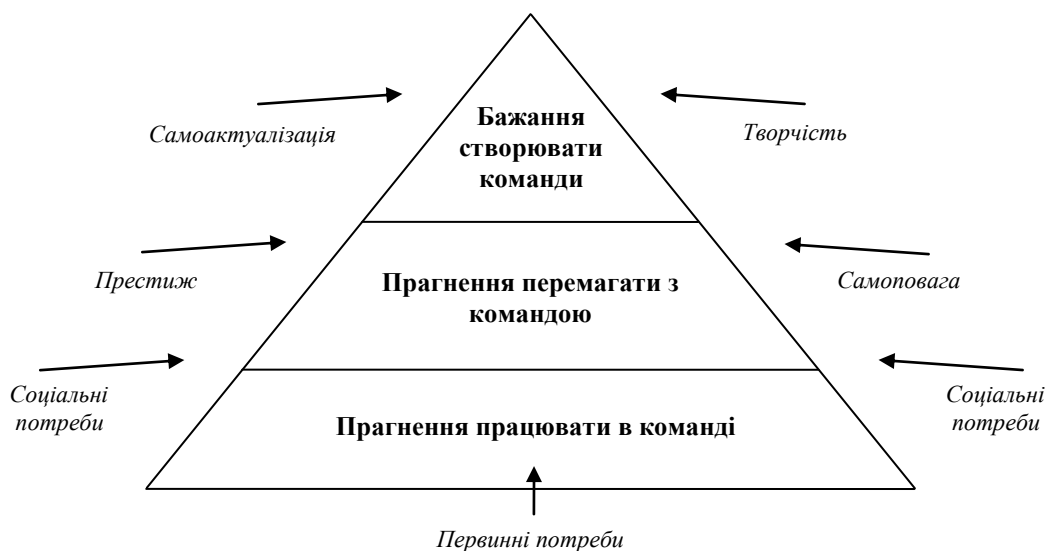 Бажання
створювати
команди
Самоактуалізація
Творчість
Прагнення перемагати з
командою
Престиж
Самоповага
Соціальні
потреби
Соціальні
потреби
Прагнення працювати в команді
Первинні потреби